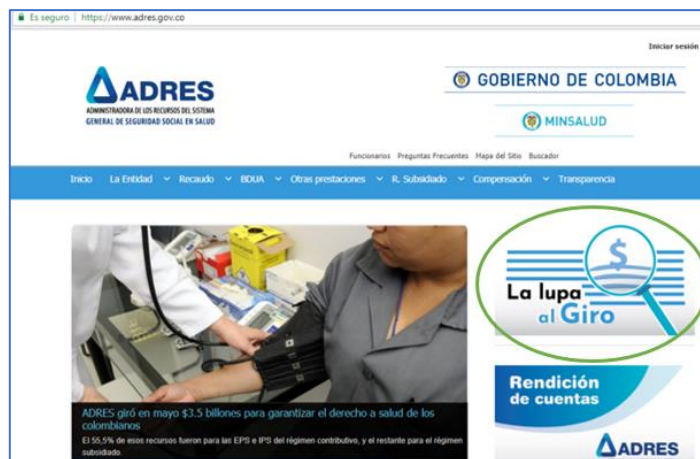 Es seguro | https://www.adres.gov.co
Iniciar sesión
ADRES
ADMINISTRADORA DE LOS RECURSOS DEL SISTEMA
GENERAL DE SEGURIDAD SOCIAL EN SALUD
GOBIERNO DE COLOMBIA
MINSALUD
Funcionarios Preguntas Frecuentes Mapa del Sitio Buscador
Inicio La Entidad Recaudo BDUA Otras prestaciones R. Subsidiado Compensación Transparencia
La lupa
al Giro
$
ADRES giró en mayo $3.5 billones para garantizar el derecho a salud de los
colombianos
El 55,5% de esos recursos fueron para las EPS e IPS del régimen contributivo, y el restante para el régimen
subsidiado.
Rendición
de cuentas
ADRES